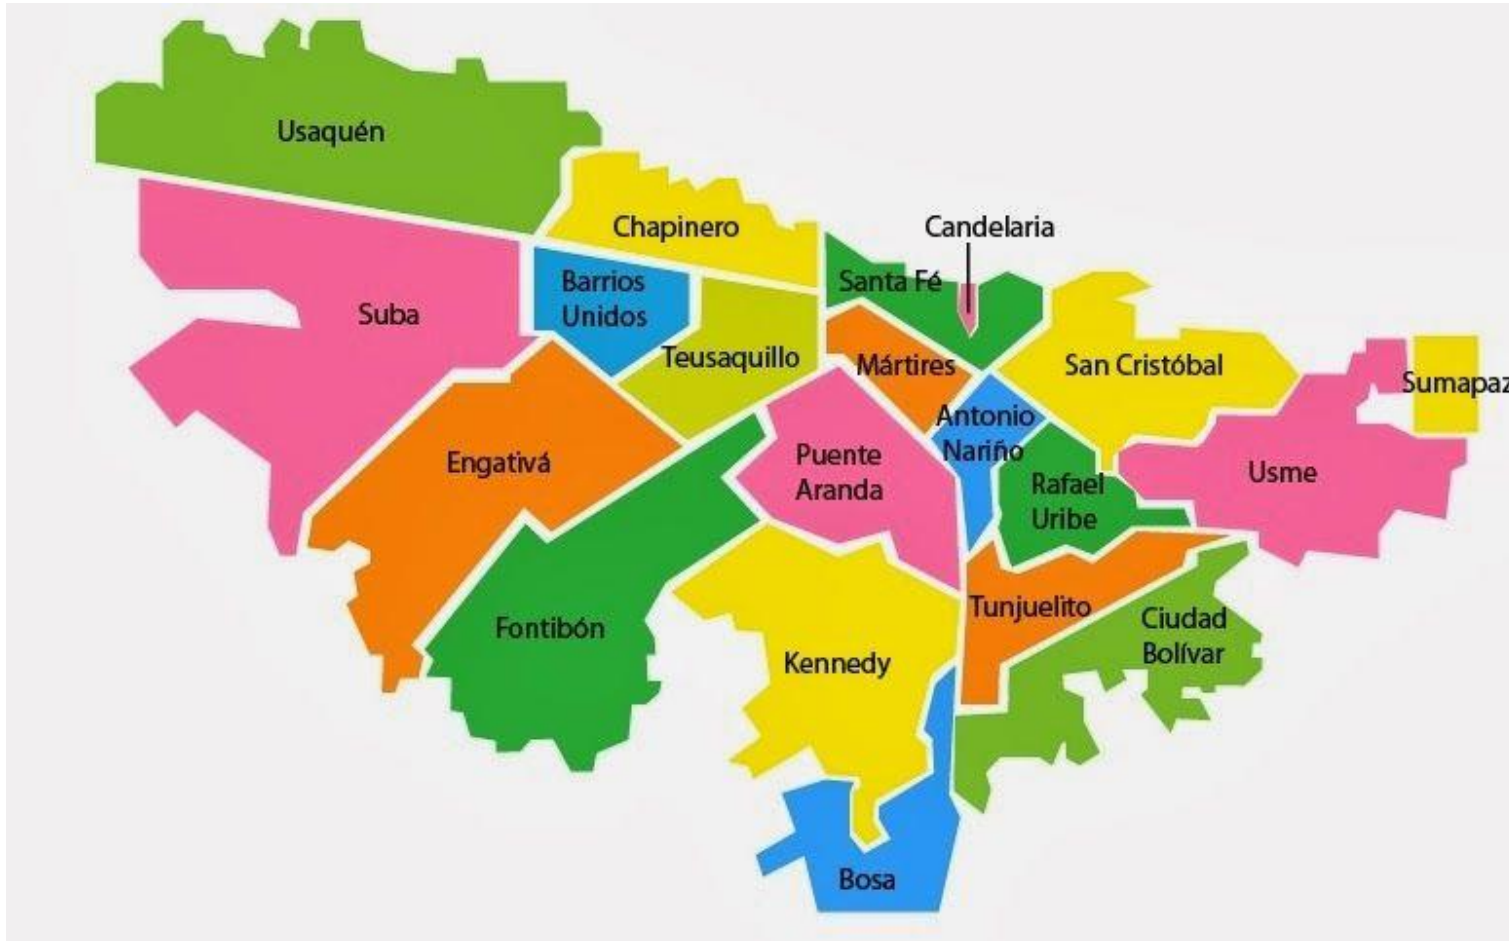 Usaquén
Chapinero
Candelaria
Santa Fé
Barrios
Unidos
Suba
Teusaquillo
Mártires
San Cristóbal
Sumapaz
Antonio
Nariño
Engativá
Puente
Aranda
Rafael
Uribe
Usme
Fontibón
Tunjuelito
Ciudad
Bolívar
Kennedy
Bosa